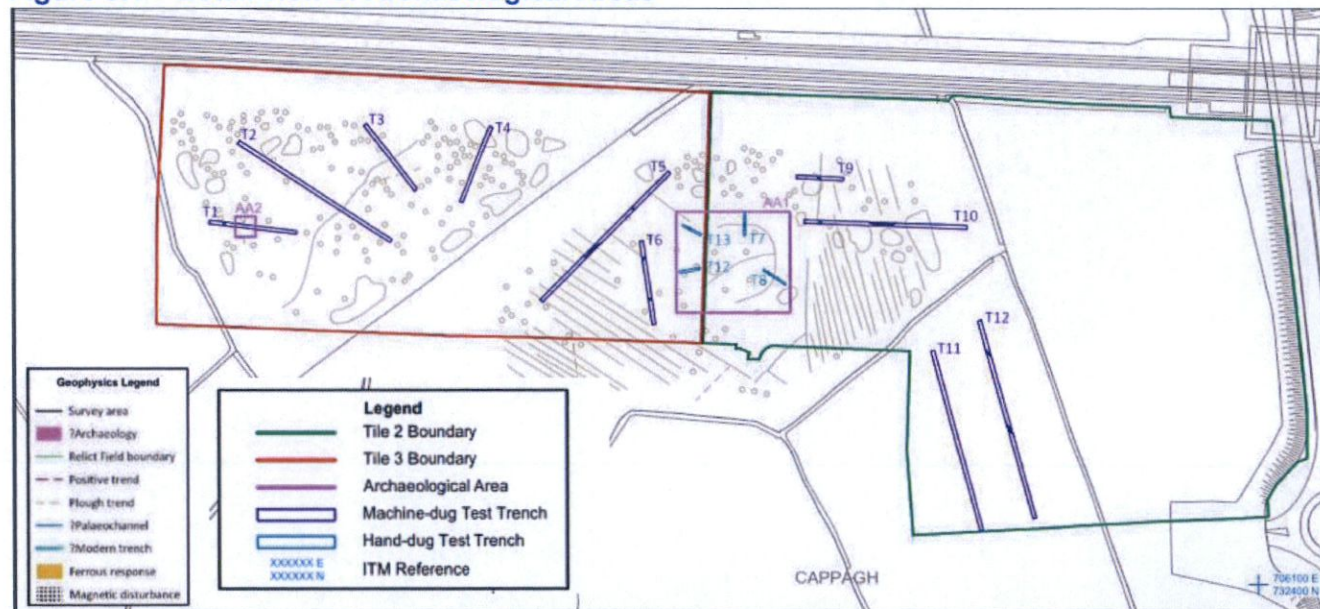 T3
T4
T2
T5
T9
T1
AA2
AA1
T10
T13
T7
T6
T12
T8
T12
T11
Geophysics Legend
Survey area
?Archaeology
Relict Field boundary
Positive trend
Plough trend
?Palaeochannel
?Modern trench
Ferrous response
Magnetic disturbance
Legend
Tile 2 Boundary
Tile 3 Boundary
Archaeological Area
Machine-dug Test Trench
Hand-dug Test Trench
XXXXXX E
XXXXXX N
ITM Reference
CAPPAGH
706100 E
732400 N